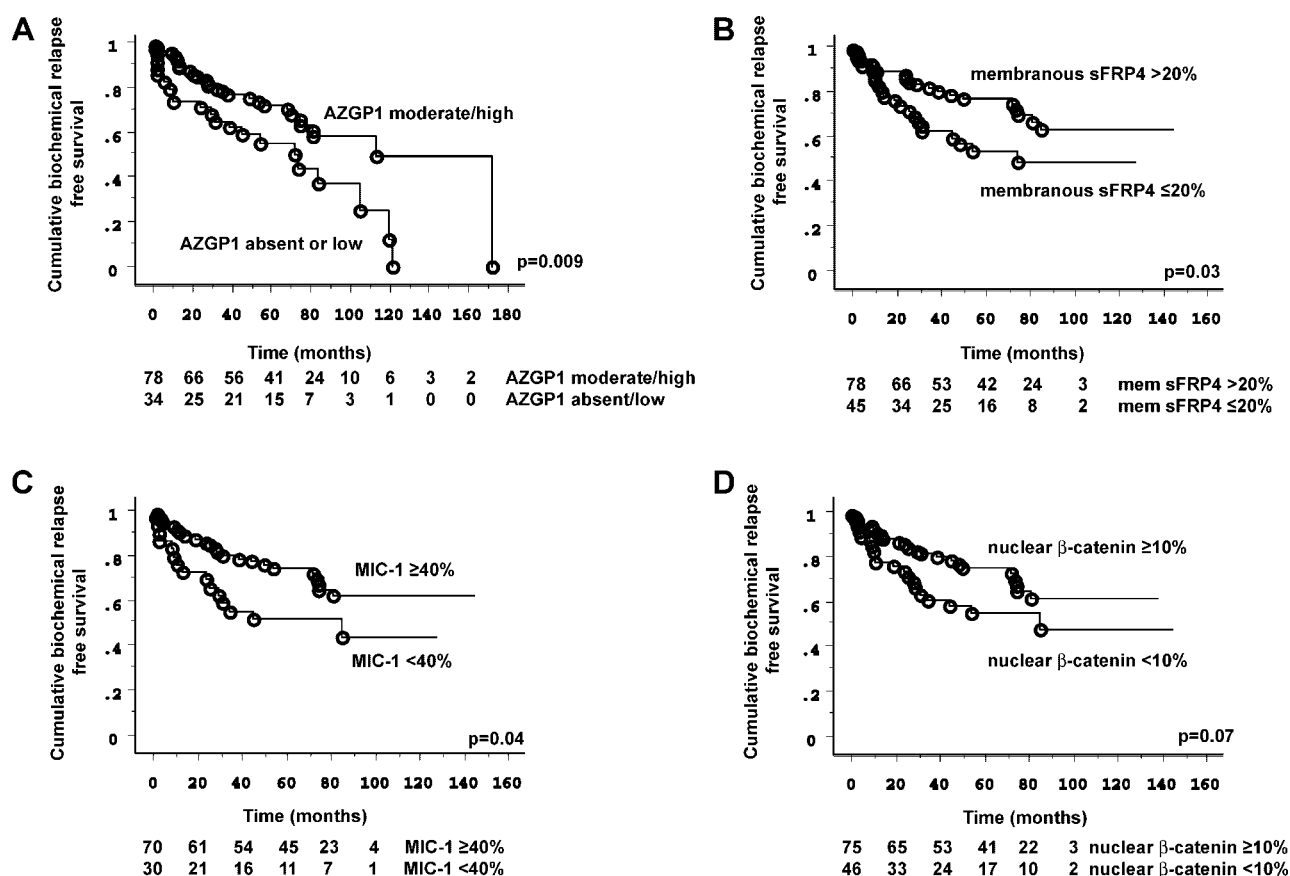 A
Cumulative biochemical relapse
free survival
1
.8
.6
.4
.2
0
AZGP1 moderate/high
AZGP1 absent or low
p=0.009
0 20 40 60 80 100 120 140 160 180
Time (months)
78 66 56 41 24 10 6 3 2 AZGP1 moderate/high
34 25 21 15 7 3 1 0 0 AZGP1 absent/low
B
Cumulative biochemical relapse
free survival
1
.8
.6
.4
.2
0
membranous sFRP4 >20%
membranous sFRP4 ≤20%
p=0.03
0 20 40 60 80 100 120 140 160
Time (months)
78 66 53 42 24 3 mem sFRP4 >20%
45 34 25 16 8 2 mem sFRP4 ≤20%
C
Cumulative biochemical relapse
free survival
1
.8
.6
.4
.2
0
MIC-1 ≥40%
MIC-1 <40%
p=0.04
0 20 40 60 80 100 120 140 160
Time (months)
70 61 54 45 23 4 MIC-1 ≥40%
30 21 16 11 7 1 MIC-1 <40%
D
Cumulative biochemical relapse
free survival
1
.8
.6
.4
.2
0
nuclear β-catenin ≥10%
nuclear β-catenin <10%
p=0.07
0 20 40 60 80 100 120 140 160
Time (months)
75 65 53 41 22 3 nuclear β-catenin ≥10%
46 33 24 17 10 2 nuclear β-catenin <10%